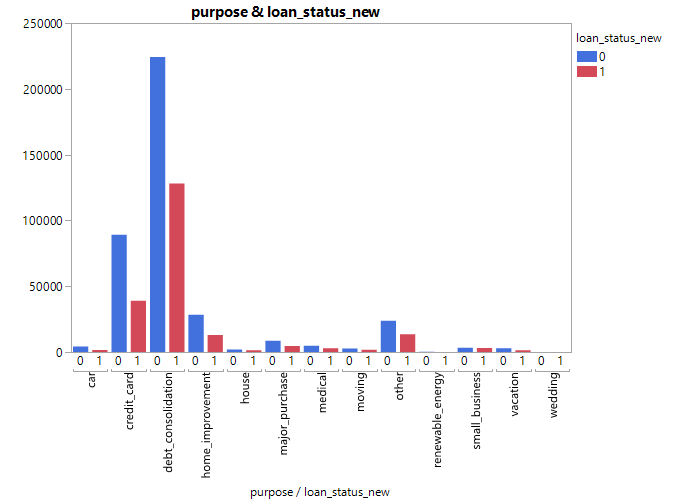 purpose & loan_status_new
250000
200000
150000
100000
50000
0
0 1 0 1 0 1 0 1 0 1 0 1 0 1 0 1 0 1 0 1 0 1 0 1 0 1
car
credit_card
debt_consolidation
home_improvement
house
major_purchase
medical
moving
other
renewable_energy
small_business
vacation
wedding
purpose / loan_status_new
loan_status_new
0
1